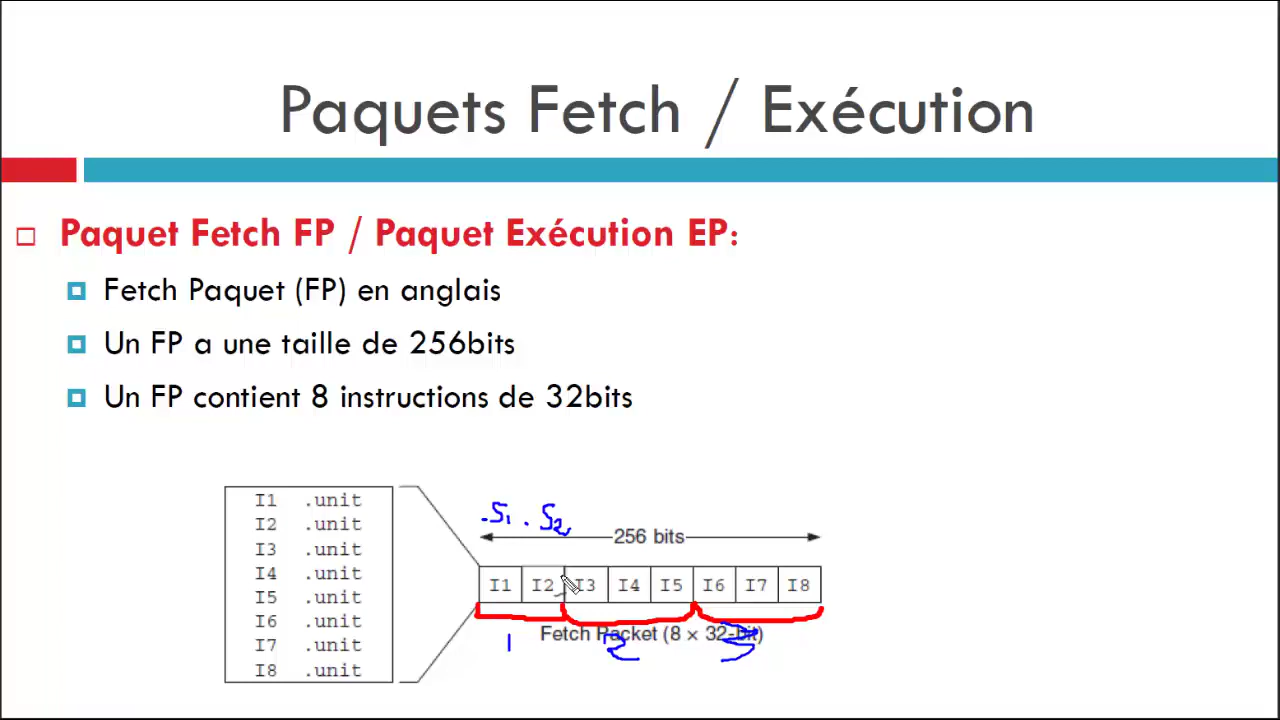 Paquets Fetch / Exécution
Paquet Fetch FP / Paquet Exécution EP:
Fetch Paquet (FP) en anglais
Un FP a une taille de 256bits
Un FP contient 8 instructions de 32bits
I1 .unit
I2 .unit
I3 .unit
I4 .unit
I5 .unit
I6 .unit
I7 .unit
I8 .unit
.S1 .S2
256 bits
I1 I2 I3 I4 I5 I6 I7 I8
Fetch Packet (8 × 32-bit)
1 2 3